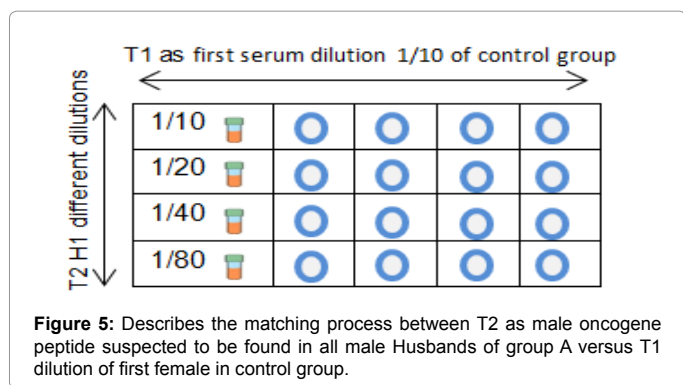 T1 as first serum dilution 1/10 of control group
T2 H1 different dilutions
1/10
1/20
1/40
1/80
Figure 5: Describes the matching process between T2 as male oncogene
peptide suspected to be found in all male Husbands of group A versus T1
dilution of first female in control group.